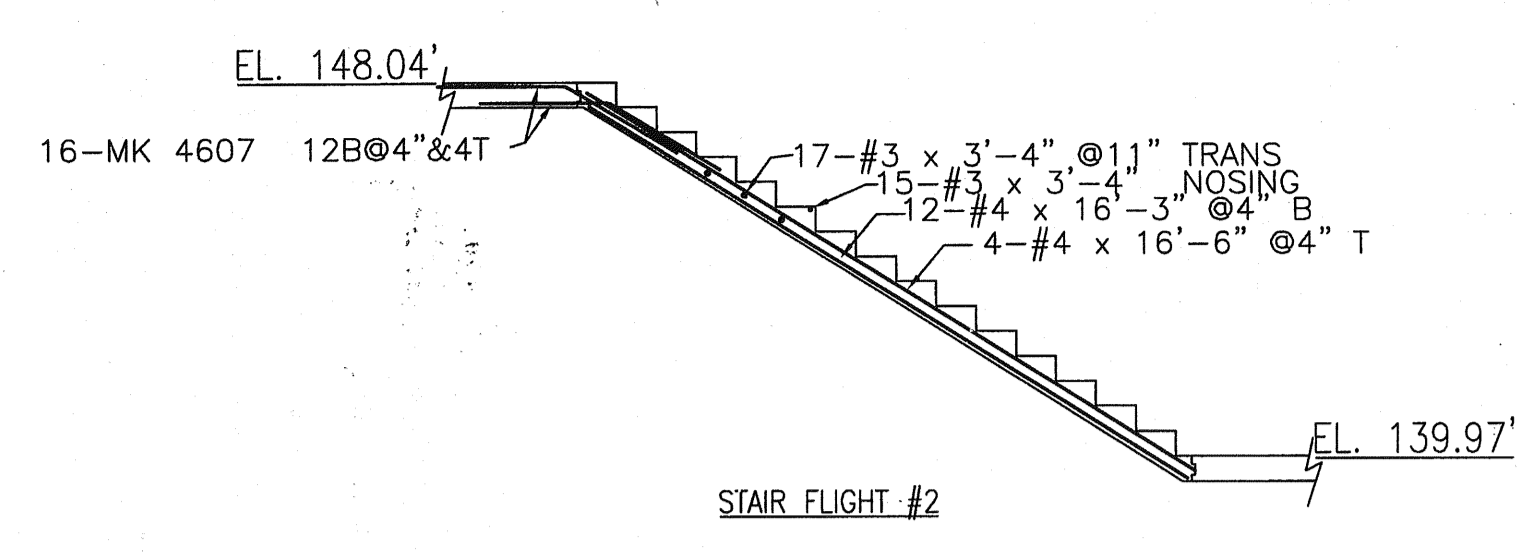 EL. 148.04'
16-MK 4607 12B@4"&4T
17-#3 x 3'-4" @11" TRANS
15-#3 x 3'-4" NOSING
12-#4 x 16'-3" @4" B
4-#4 x 16'-6" @4" T
EL. 139.97'
STAIR FLIGHT #2